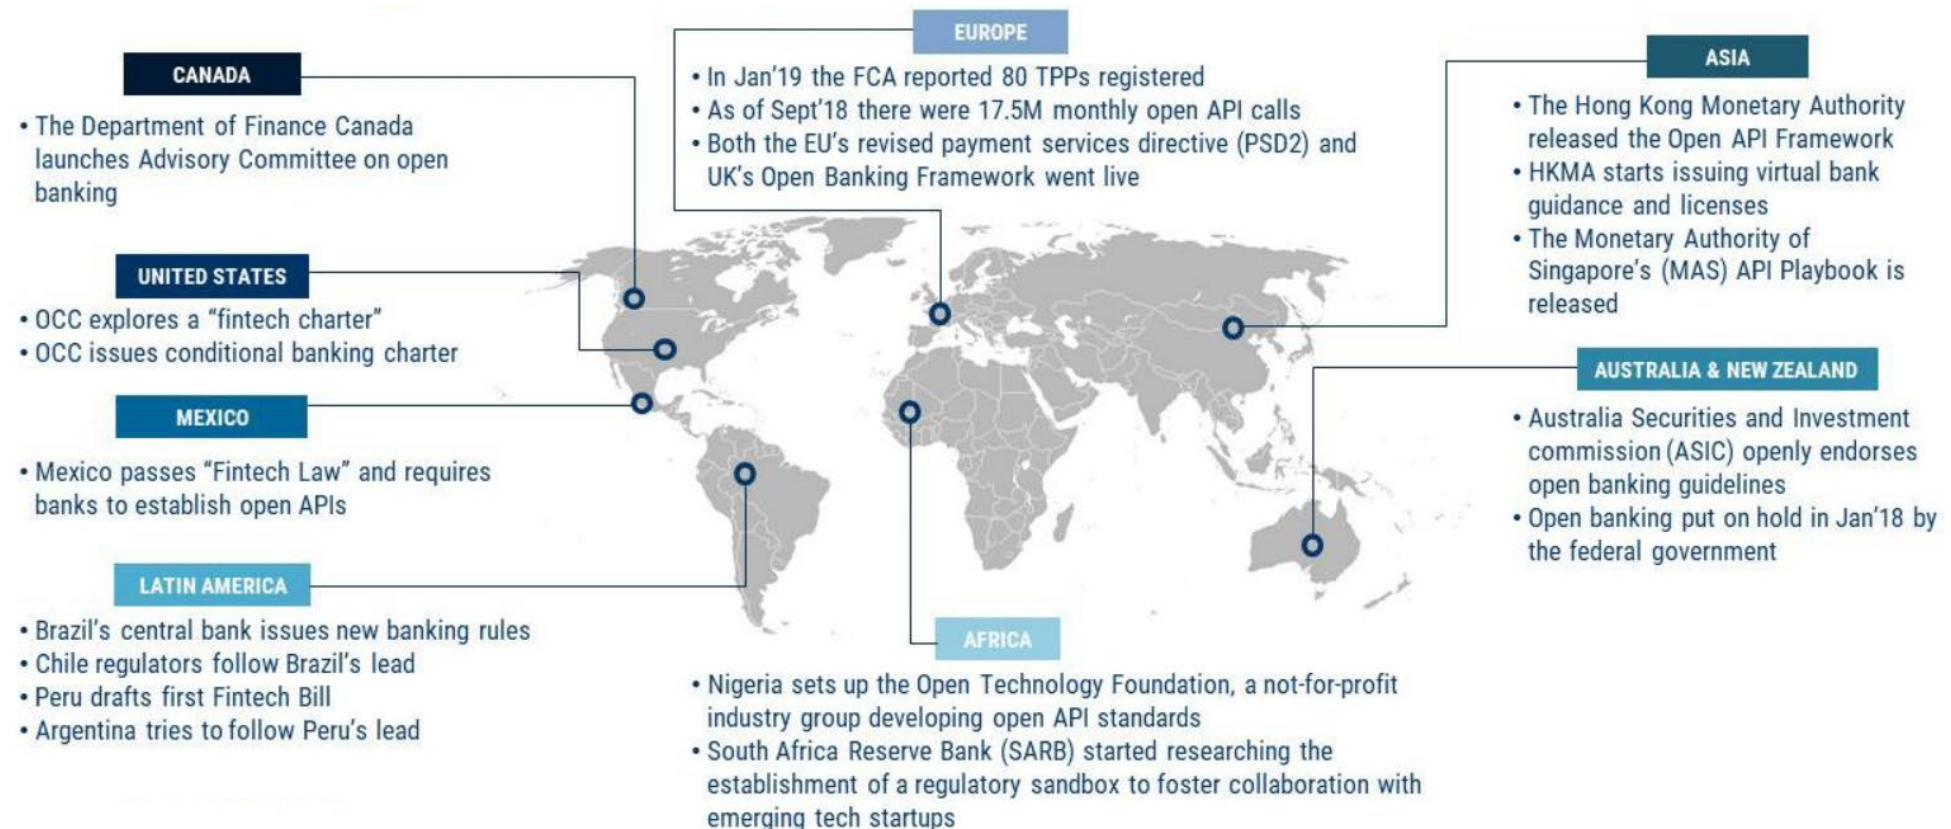 CANADA
• The Department of Finance Canada
launches Advisory Committee on open
banking
UNITED STATES
• OCC explores a “fintech charter”
• OCC issues conditional banking charter
MEXICO
• Mexico passes “Fintech Law” and requires
banks to establish open APIs
LATIN AMERICA
• Brazil’s central bank issues new banking rules
• Chile regulators follow Brazil’s lead
• Peru drafts first Fintech Bill
• Argentina tries to follow Peru’s lead
EUROPE
• In Jan’19 the FCA reported 80 TPPs registered
• As of Sept’18 there were 17.5M monthly open API calls
• Both the EU’s revised payment services directive (PSD2) and
UK’s Open Banking Framework went live
AFRICA
• Nigeria sets up the Open Technology Foundation, a not-for-profit
industry group developing open API standards
• South Africa Reserve Bank (SARB) started researching the
establishment of a regulatory sandbox to foster collaboration with
emerging tech startups
ASIA
• The Hong Kong Monetary Authority
released the Open API Framework
• HKMA starts issuing virtual bank
guidance and licenses
• The Monetary Authority of
Singapore’s (MAS) API Playbook is
released
AUSTRALIA & NEW ZEALAND
• Australia Securities and Investment
commission (ASIC) openly endorses
open banking guidelines
• Open banking put on hold in Jan’18 by
the federal government